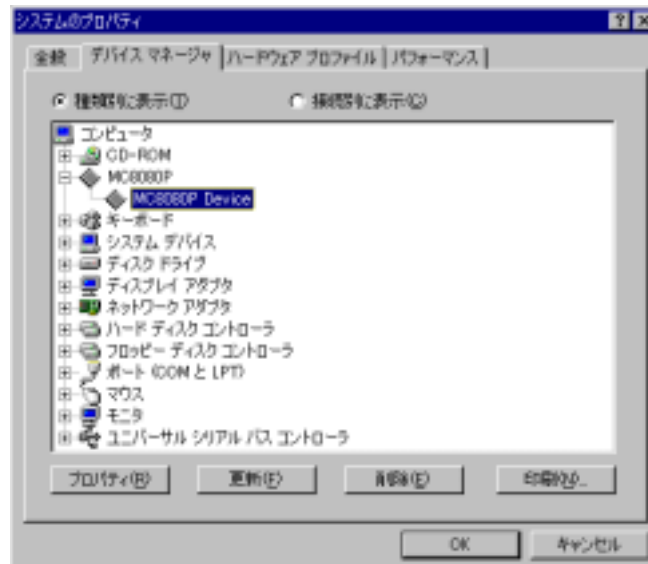 システムのプロパティ
全般 デバイス マネージャ ハードウェア プロファイル パフォーマンス
種類別に表示(T) 接続別に表示(C)
コンピュータ
CD-ROM
MC8080P
MC8080P Device
キーボード
システム デバイス
ディスク ドライブ
ディスプレイ アダプタ
ネットワーク アダプタ
ハード ディスク コントローラ
フロッピー ディスク コントローラ
ポート (COM と LPT)
マウス
モニタ
ユニバーサル シリアル バス コントローラ
プロパティ(R) 更新(F) 削除(E) 印刷(N)...
OK キャンセル